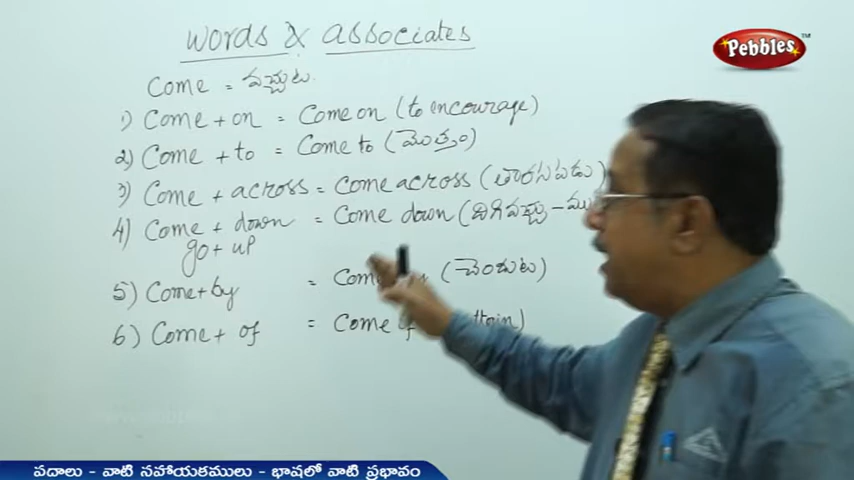 Words & associates
Pebbles
Come = వచ్చుట.
1) Come + on = Come on (to encourage)
2) Come + to = Come to (మొత్తం)
3) Come + across = Come across (తారసపడు)
4) Come + down = Come down (దిగివచ్చు -
go + up
5) Come + by = (చెందుట)
6) Come + of = Come
పదాలు - వాటి సహాయకములు - భాషలో వాటి ప్రభావం